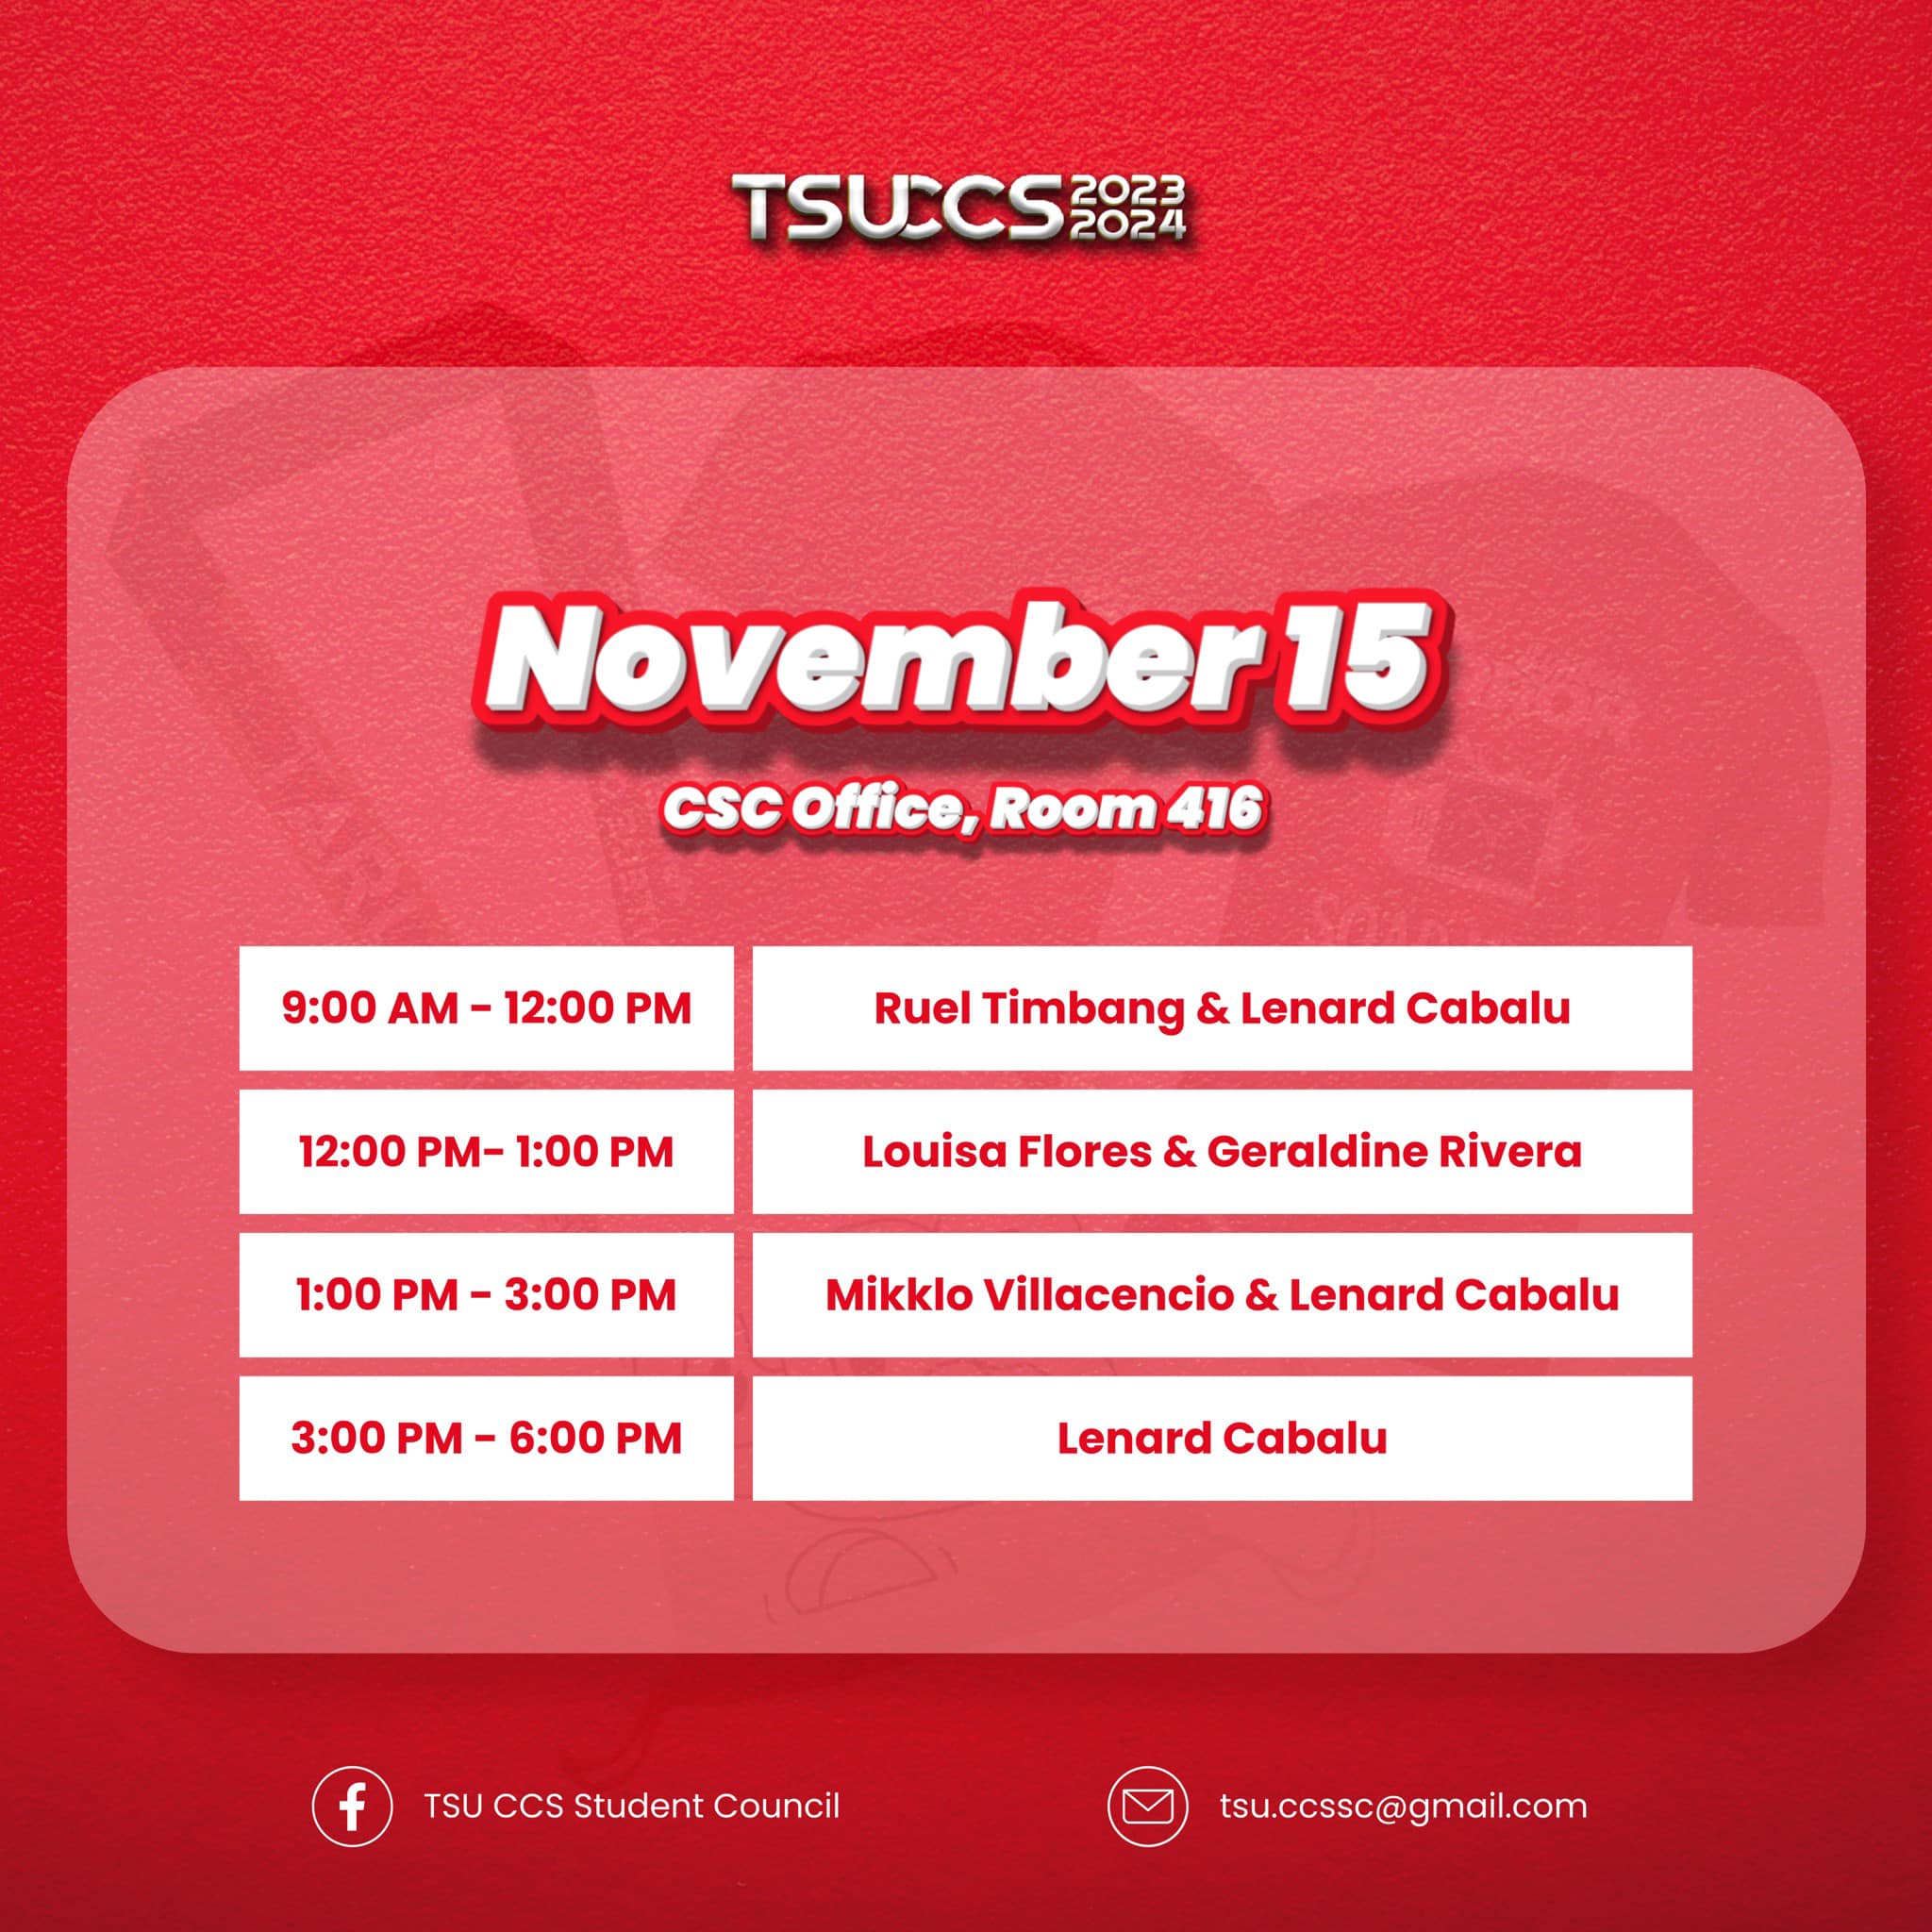 TSUCCS 2023
2024
November 15
CSC Office, Room 416
9:00 AM - 12:00 PM Ruel Timbang & Lenard Cabalu
12:00 PM- 1:00 PM Louisa Flores & Geraldine Rivera
1:00 PM - 3:00 PM Mikklo Villacencio & Lenard Cabalu
3:00 PM - 6:00 PM Lenard Cabalu
TSU CCS Student Council tsu.ccssc@gmail.com